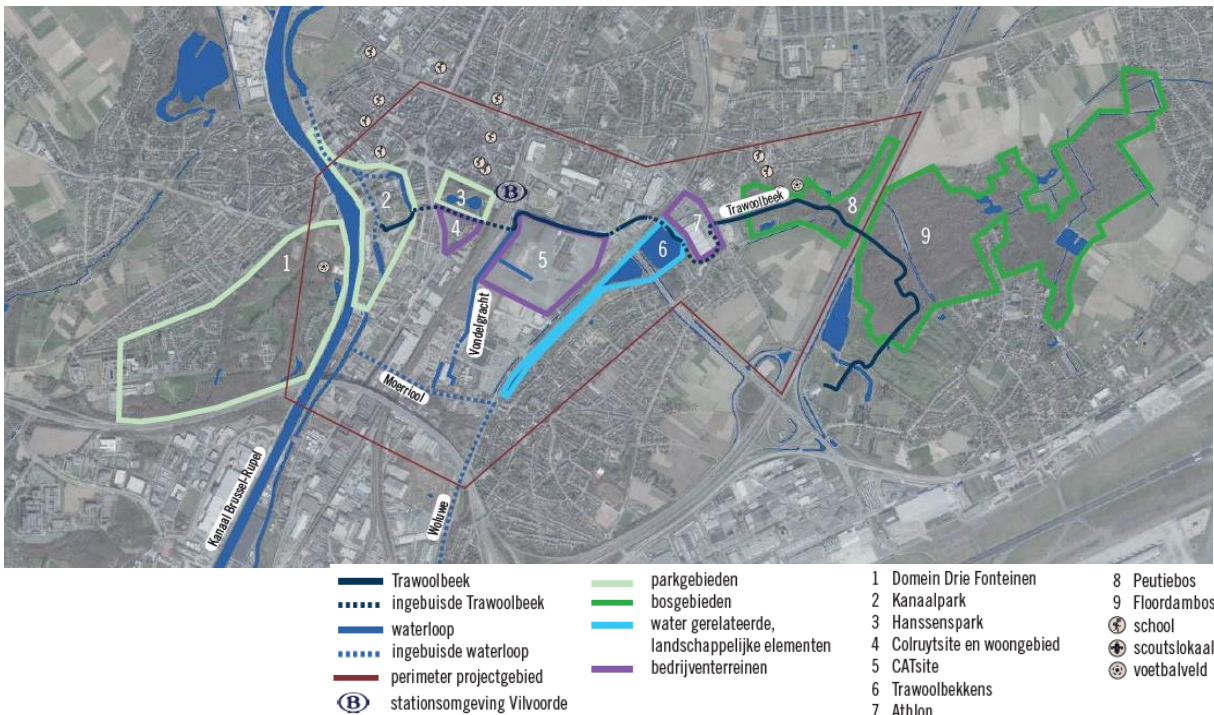 1
2
3
B
4
5
6
7
Trawoolbeek
8
9
Vondelgracht
Moerriool
Kanaal Brussel-Rupel
Woluwe
Trawoolbeek
ingebuisde Trawoolbeek
waterloop
ingebuisde waterloop
perimeter projectgebied
B stationsomgeving Vilvoorde
parkgebieden
bosgebieden
water gerelateerde,
landschappelijke elementen
bedrijventerreinen
1 Domein Drie Fonteinen
2 Kanaalpark
3 Hanssenspark
4 Colruytsite en woongebied
5 CATsite
6 Trawoolbekkens
7 Athlon
8 Peutiebos
9 Floordambos
school
scoutslokaal
voetbalveld